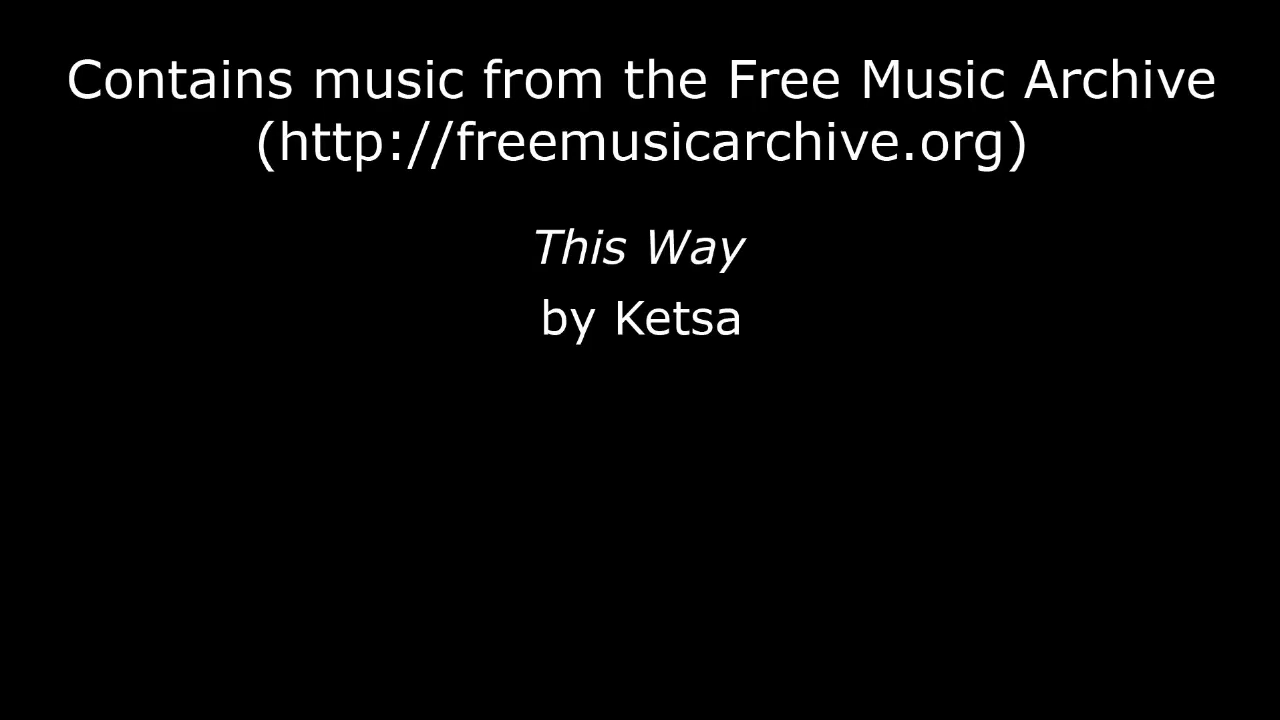 Contains music from the Free Music Archive
(http://freemusicarchive.org)
This Way
by Ketsa